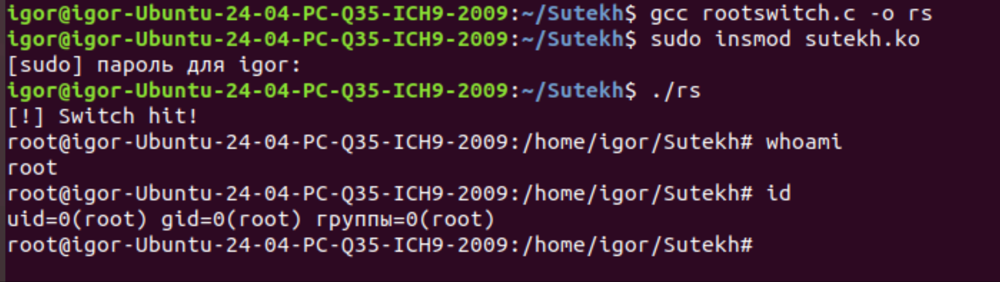 igor@igor-Ubuntu-24-04-PC-Q35-ICH9-2009:~/Sutekh$ gcc rootswitch.c -o rs
igor@igor-Ubuntu-24-04-PC-Q35-ICH9-2009:~/Sutekh$ sudo insmod sutekh.ko
[sudo] пароль для igor:
igor@igor-Ubuntu-24-04-PC-Q35-ICH9-2009:~/Sutekh$ ./rs
[!] Switch hit!
root@igor-Ubuntu-24-04-PC-Q35-ICH9-2009:/home/igor/Sutekh# whoami
root
root@igor-Ubuntu-24-04-PC-Q35-ICH9-2009:/home/igor/Sutekh# id
uid=0(root) gid=0(root) группы=0(root)
root@igor-Ubuntu-24-04-PC-Q35-ICH9-2009:/home/igor/Sutekh#